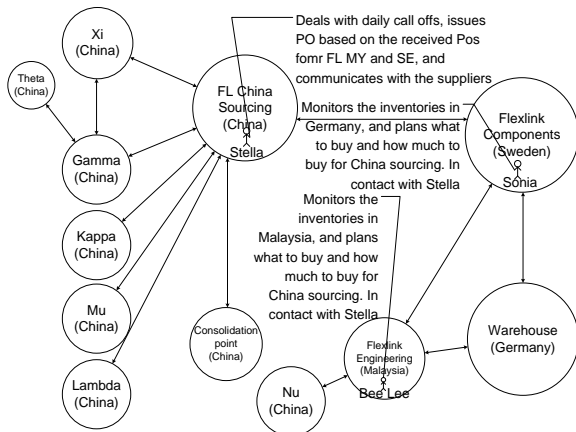 Xi
(China)
Theta
(China)
Gamma
(China)
Kappa
(China)
Mu
(China)
Lambda
(China)
FL China
Sourcing
(China)
Stella
Deals with daily call offs, issues
PO based on the received Pos
fomr FL MY and SE, and
communicates with the suppliers
Monitors the inventories in
Germany, and plans what
to buy and how much to
buy for China sourcing. In
contact with Stella
Monitors the
inventories in
Malaysia, and plans
what to buy and how
much to buy for
China sourcing. In
contact with Stella
Flexlink
Components
(Sweden)
Sonia
Consolidation
point
(China)
Flexlink
Engineering
(Malaysia)
Bee Lee
Nu
(China)
Warehouse
(Germany)